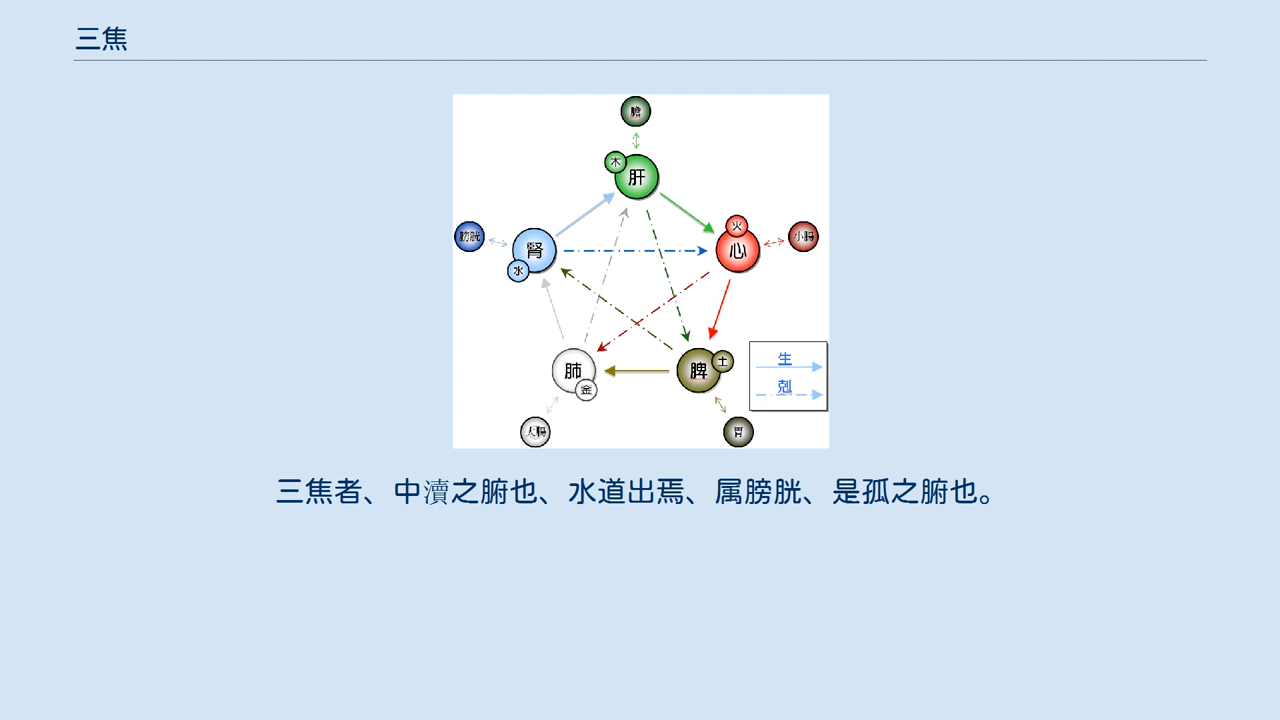 三焦
膽
木
肝
火
心
小腸
膀胱
腎
水
生
剋
肺
金
脾
土
大腸
胃
三焦者、中瀆之腑也、水道出焉、属膀胱、是孤之腑也。